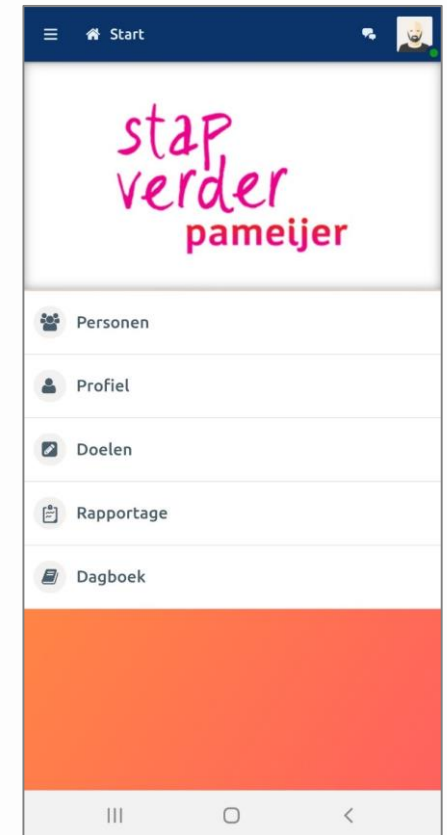 Start
stap
verder
pameijer
Personen
Profiel
Doelen
Rapportage
Dagboek